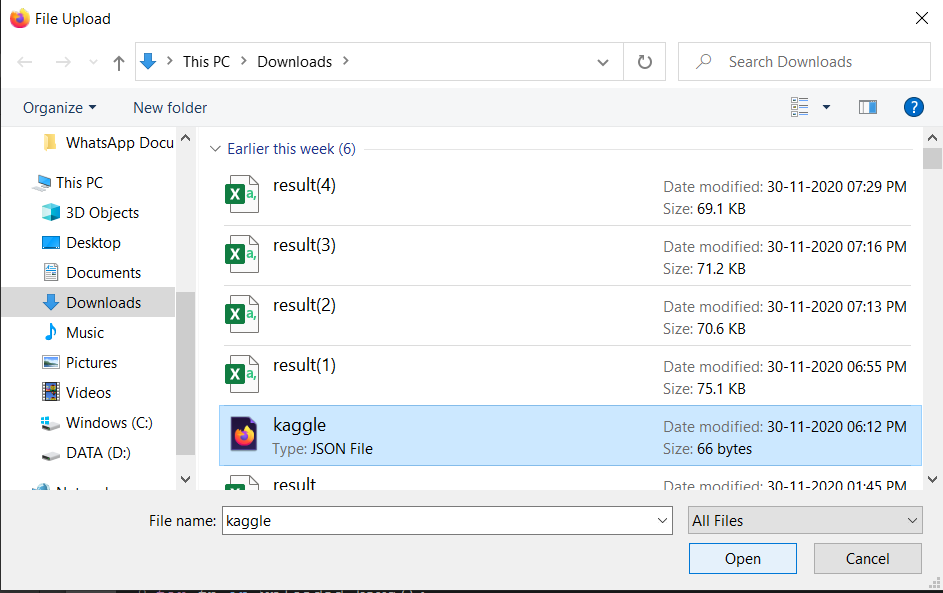 File Upload
This PC
Downloads
Search Downloads
Organize
New folder
?
WhatsApp Docu
This PC
3D Objects
Desktop
Documents
Downloads
Music
Pictures
Videos
Windows (C:)
DATA (D:)
Earlier this week (6)
result(4)
Date modified: 30-11-2020 07:29 PM
Size: 69.1 KB
result(3)
Date modified: 30-11-2020 07:16 PM
Size: 71.2 KB
result(2)
Date modified: 30-11-2020 07:13 PM
Size: 70.6 KB
result(1)
Date modified: 30-11-2020 06:55 PM
Size: 75.1 KB
kaggle
Date modified: 30-11-2020 06:12 PM
Type: JSON File
Size: 66 bytes
result
Date modified: 30-11-2020 01:45 PM
File name: kaggle
All Files
Open
Cancel